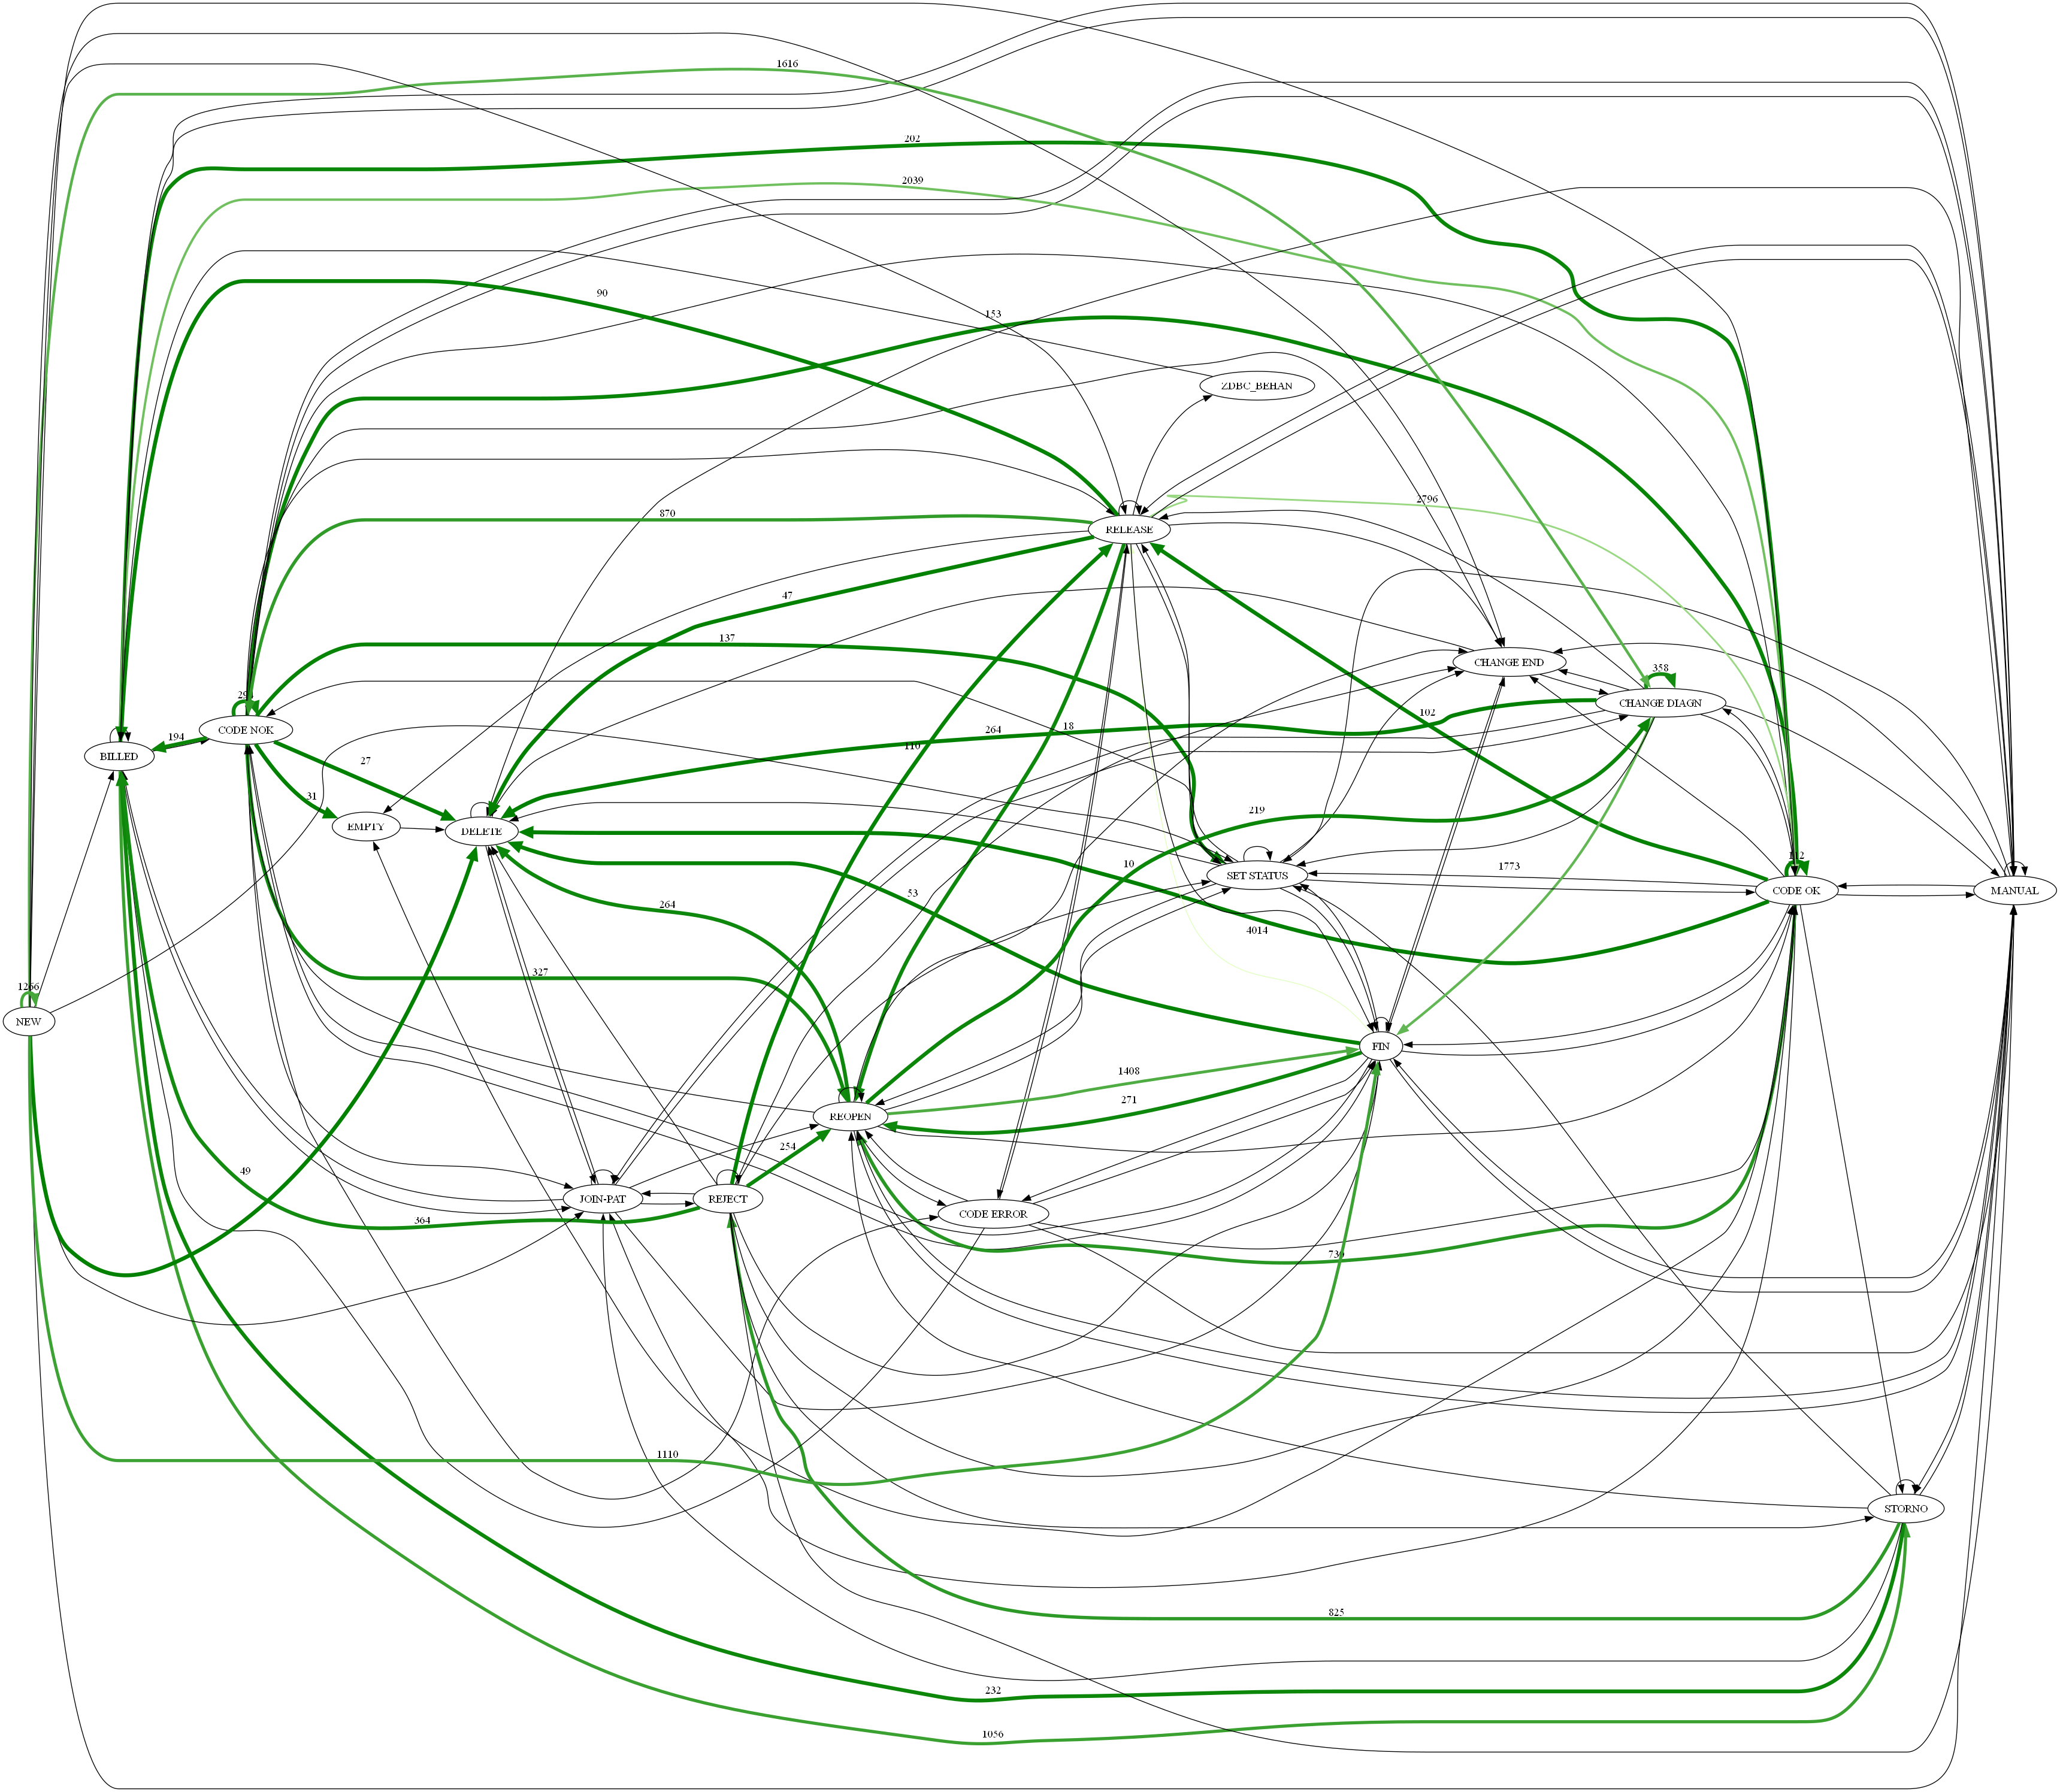 1616
202
2039
90
153
ZDBC_BEHAN
2796
870
RELEASE
47
137
CHANGE END
358
CHANGE DIAGN
29
CODE NOK
18
102
264
110
194
BILLED
27
31
219
EMPTY
DELETE
10
1773
112
SET STATUS
CODE OK
MANUAL
53
264
4014
327
1266
NEW
FIN
1408
271
REOPEN
254
49
JOIN-PAT
REJECT
CODE ERROR
364
1110
STORNO
825
232
1056